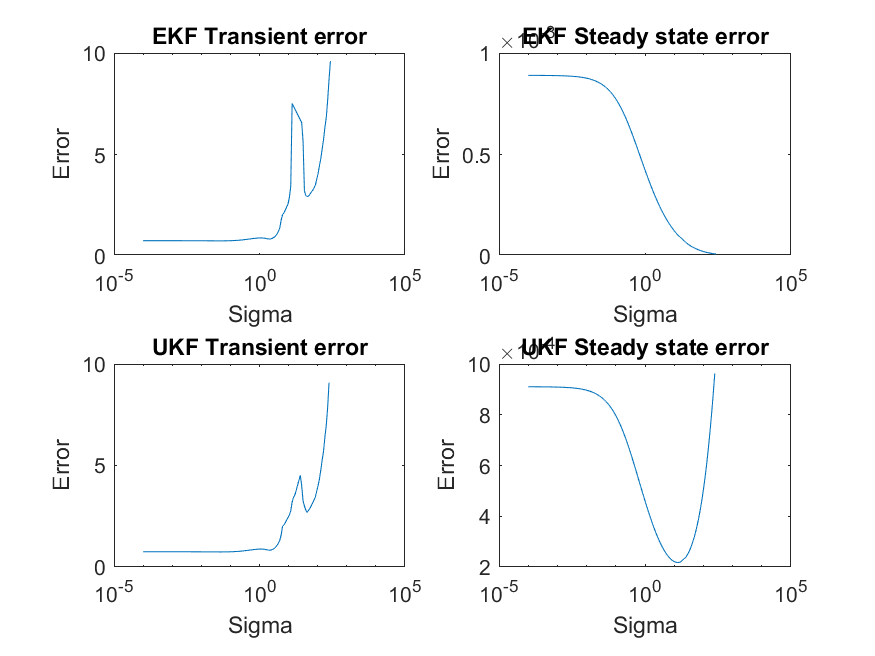 EKF Transient error
10
5
0
Error
10^-5
10^0
10^5
Sigma
EKF Steady state error
1
0.5
0
Error
10^-5
10^0
10^5
Sigma
UKF Transient error
10
5
0
Error
10^-5
10^0
10^5
Sigma
UKF Steady state error
10
8
6
4
2
Error
10^-5
10^0
10^5
Sigma